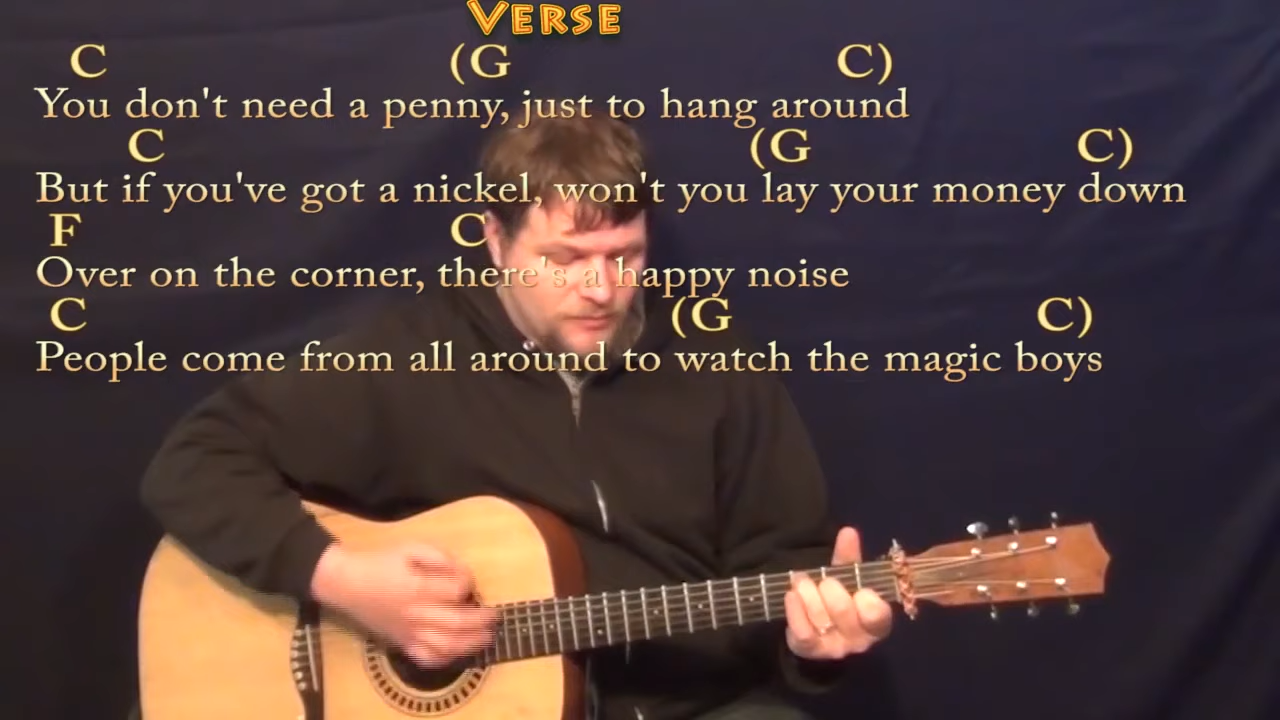 VERSE
C (G C)
You don't need a penny, just to hang around
C (G C)
But if you've got a nickel, won't you lay your money down
F C
Over on the corner, there's a happy noise
C (G C)
People come from all around to watch the magic boys